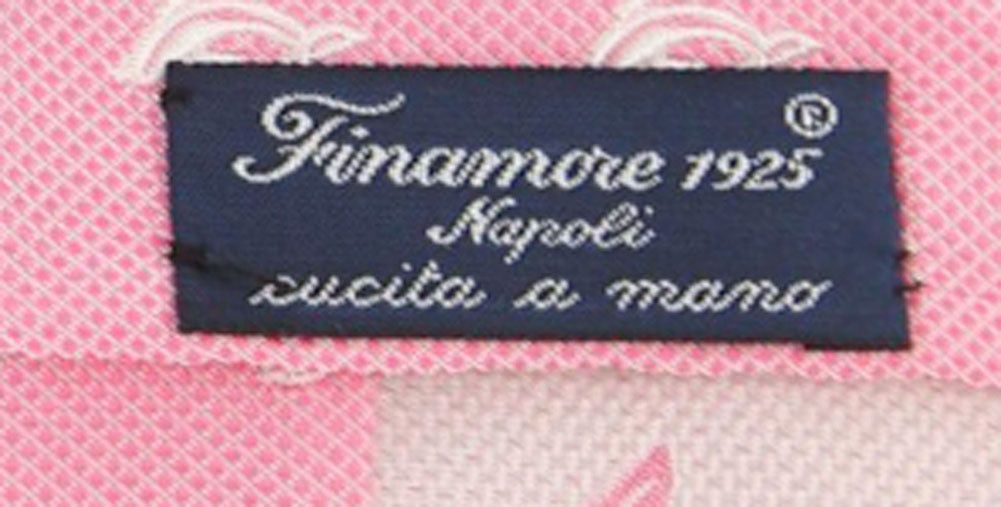 Finamore 1925 ®
Napoli
cucita a mano